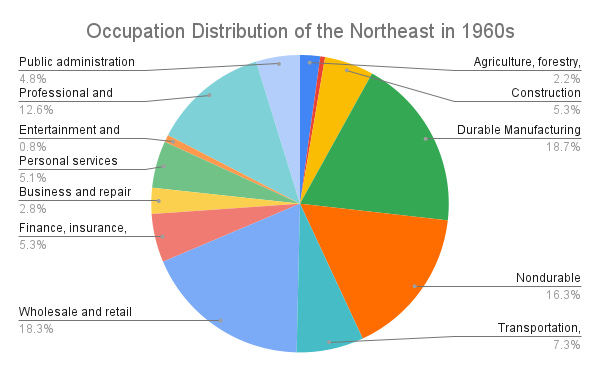 Occupation Distribution of the Northeast in 1960s
Public administration
4.8%
Professional and
12.6%
Entertainment and
0.8%
Personal services
5.1%
Business and repair
2.8%
Finance, insurance,
5.3%
Wholesale and retail
18.3%
Agriculture, forestry,
2.2%
Construction
5.3%
Durable Manufacturing
18.7%
Nondurable
16.3%
Transportation,
7.3%